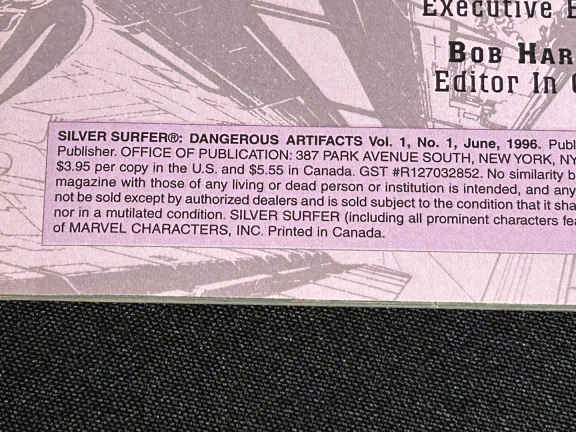 Executive E
BOB HAR
Editor In C
SILVER SURFER®: DANGEROUS ARTIFACTS Vol. 1, No. 1, June, 1996. Publ
Publisher. OFFICE OF PUBLICATION: 387 PARK AVENUE SOUTH, NEW YORK, NY
$3.95 per copy in the U.S. and $5.55 in Canada. GST #R127032852. No similarity b
magazine with those of any living or dead person or institution is intended, and any
not be sold except by authorized dealers and is sold subject to the condition that it sha
nor in a mutilated condition. SILVER SURFER (including all prominent characters fea
of MARVEL CHARACTERS, INC. Printed in Canada.